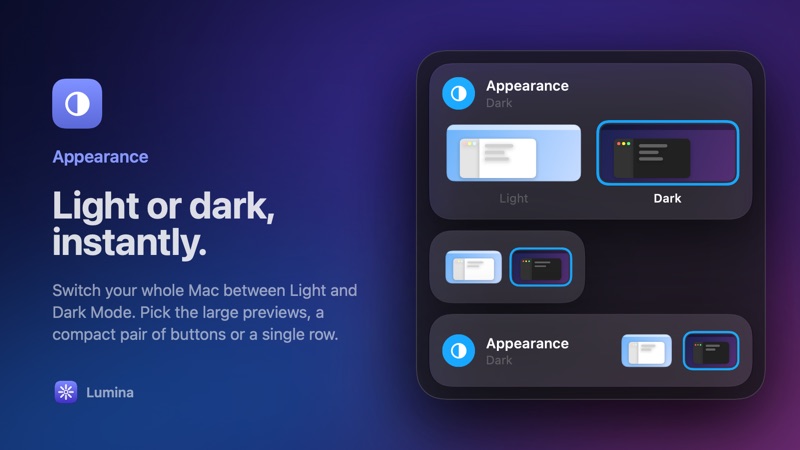 Appearance
Light or dark,
instantly.
Switch your whole Mac between Light and
Dark Mode. Pick the large previews, a
compact pair of buttons or a single row.
Lumina
Appearance
Dark
Light
Dark
Appearance
Dark